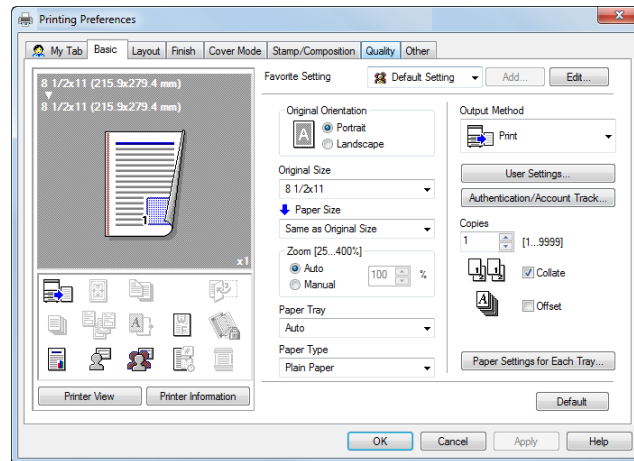 Printing Preferences
My Tab Basic Layout Finish Cover Mode Stamp/Composition Quality Other
8 1/2x11 (215.9x279.4 mm)
8 1/2x11 (215.9x279.4 mm)
1
x1
Printer View Printer Information
Favorite Setting Default Setting Add... Edit...
Original Orientation
A Portrait
Landscape
Original Size
8 1/2x11
Paper Size
Same as Original Size
Zoom [25...400%]
Auto
Manual
100 %
Paper Tray
Auto
Paper Type
Plain Paper
Output Method
Print
User Settings...
Authentication/Account Track...
Copies
1 [1...9999]
Collate
Offset
Paper Settings for Each Tray...
Default
OK Cancel Apply Help